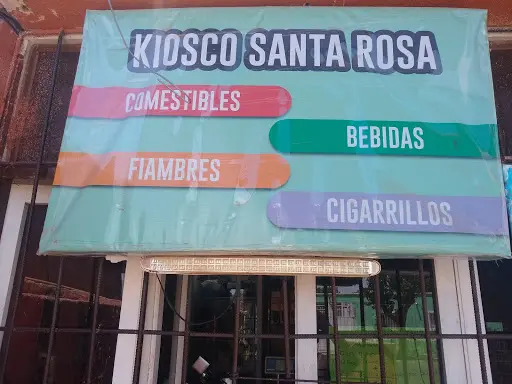 KIOSCO SANTA ROSA
COMESTIBLES
BEBIDAS
FIAMBRES
CIGARRILLOS